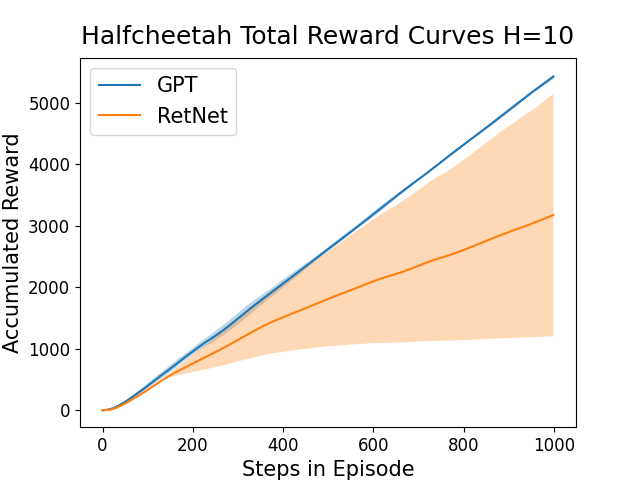 Halfcheetah Total Reward Curves H=10
GPT
RetNet
Accumulated Reward
5000
4000
3000
2000
1000
0
0 200 400 600 800 1000
Steps in Episode